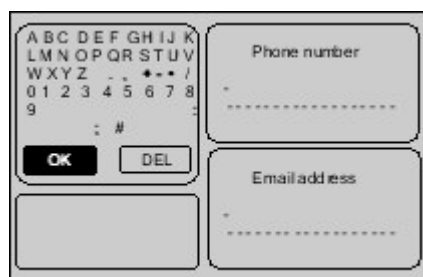 A B C D E F G H I J K
L M N O P Q R S T U V
W X Y Z . , + - * /
0 1 2 3 4 5 6 7 8
9 :
; #
OK DEL
Phone number
-
Email address
-